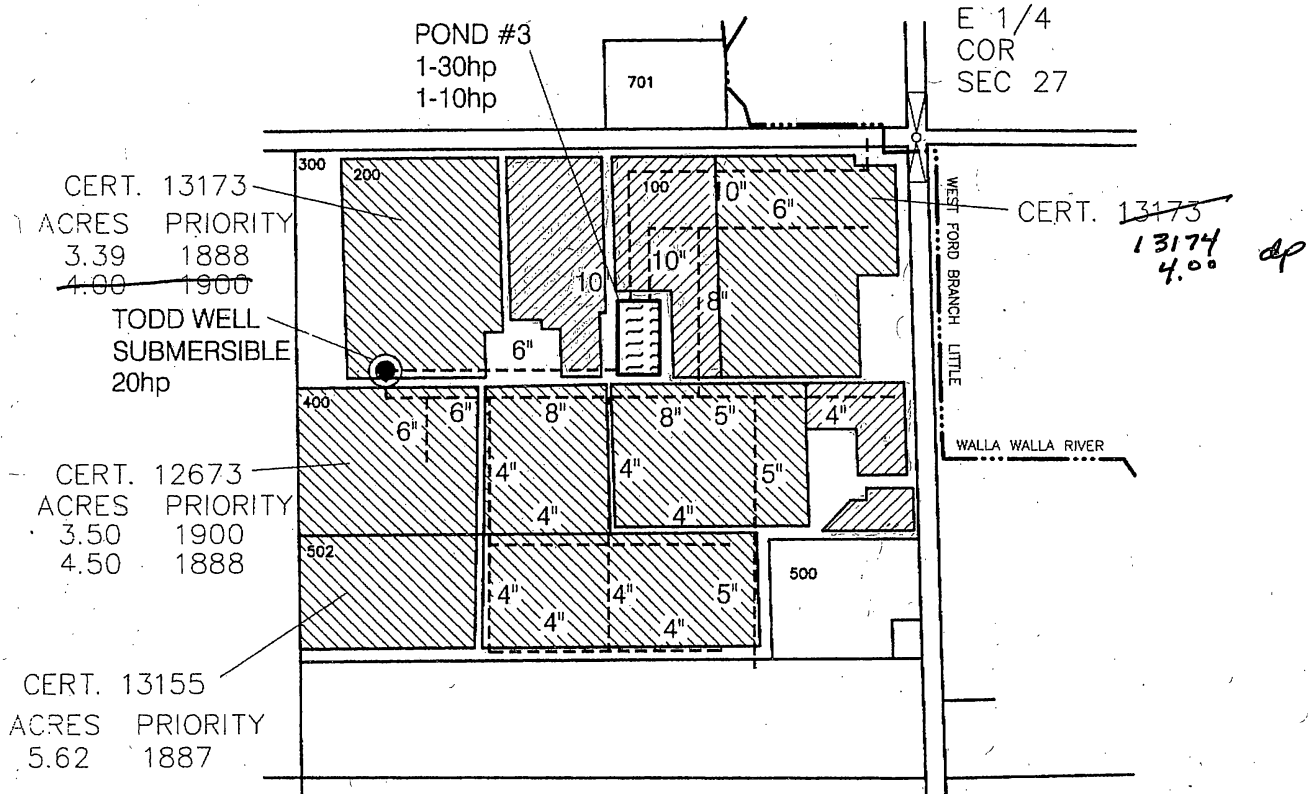 POND #3
1-30hp
1-10hp
E 1/4
COR
SEC 27
701
300
200
100
CERT. 13173
ACRES PRIORITY
3.39 1888
4.00 1900
TODD WELL
SUBMERSIBLE
20hp
10"
6"
10"
10
8"
6"
CERT. 13173
13174
4.00 dp
WEST FORD BRANCH LITTLE
WALLA WALLA RIVER
400
6"
6"
8"
8"
5"
4"
CERT. 12673
ACRES PRIORITY
3.50 1900
4.50 1888
4"
4"
5"
4"
4"
502
500
4"
4"
5"
4"
4"
CERT. 13155
ACRES PRIORITY
5.62 1887